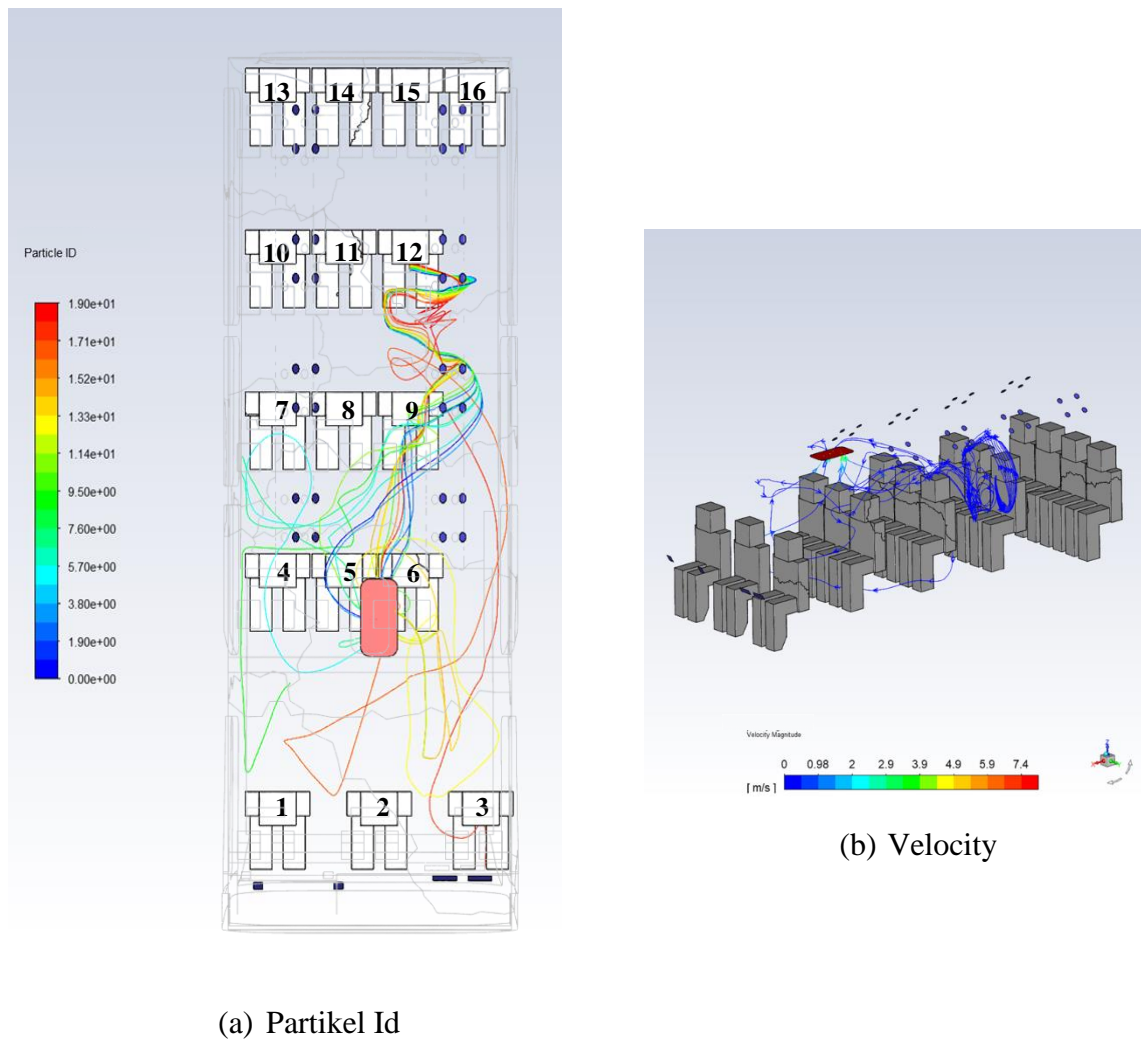 13 14 15 16
10 11 12
Particle ID
1.90e+01
1.71e+01
1.52e+01
1.33e+01
1.14e+01
9.50e+00
7.60e+00
5.70e+00
3.80e+00
1.90e+00
0.00e+00
7 8 9
4 5 6
1 2 3
(a) Partikel Id
Velocity Magnitude
0 0.98 2 2.9 3.9 4.9 5.9 7.4
[ m/s ]
(b) Velocity